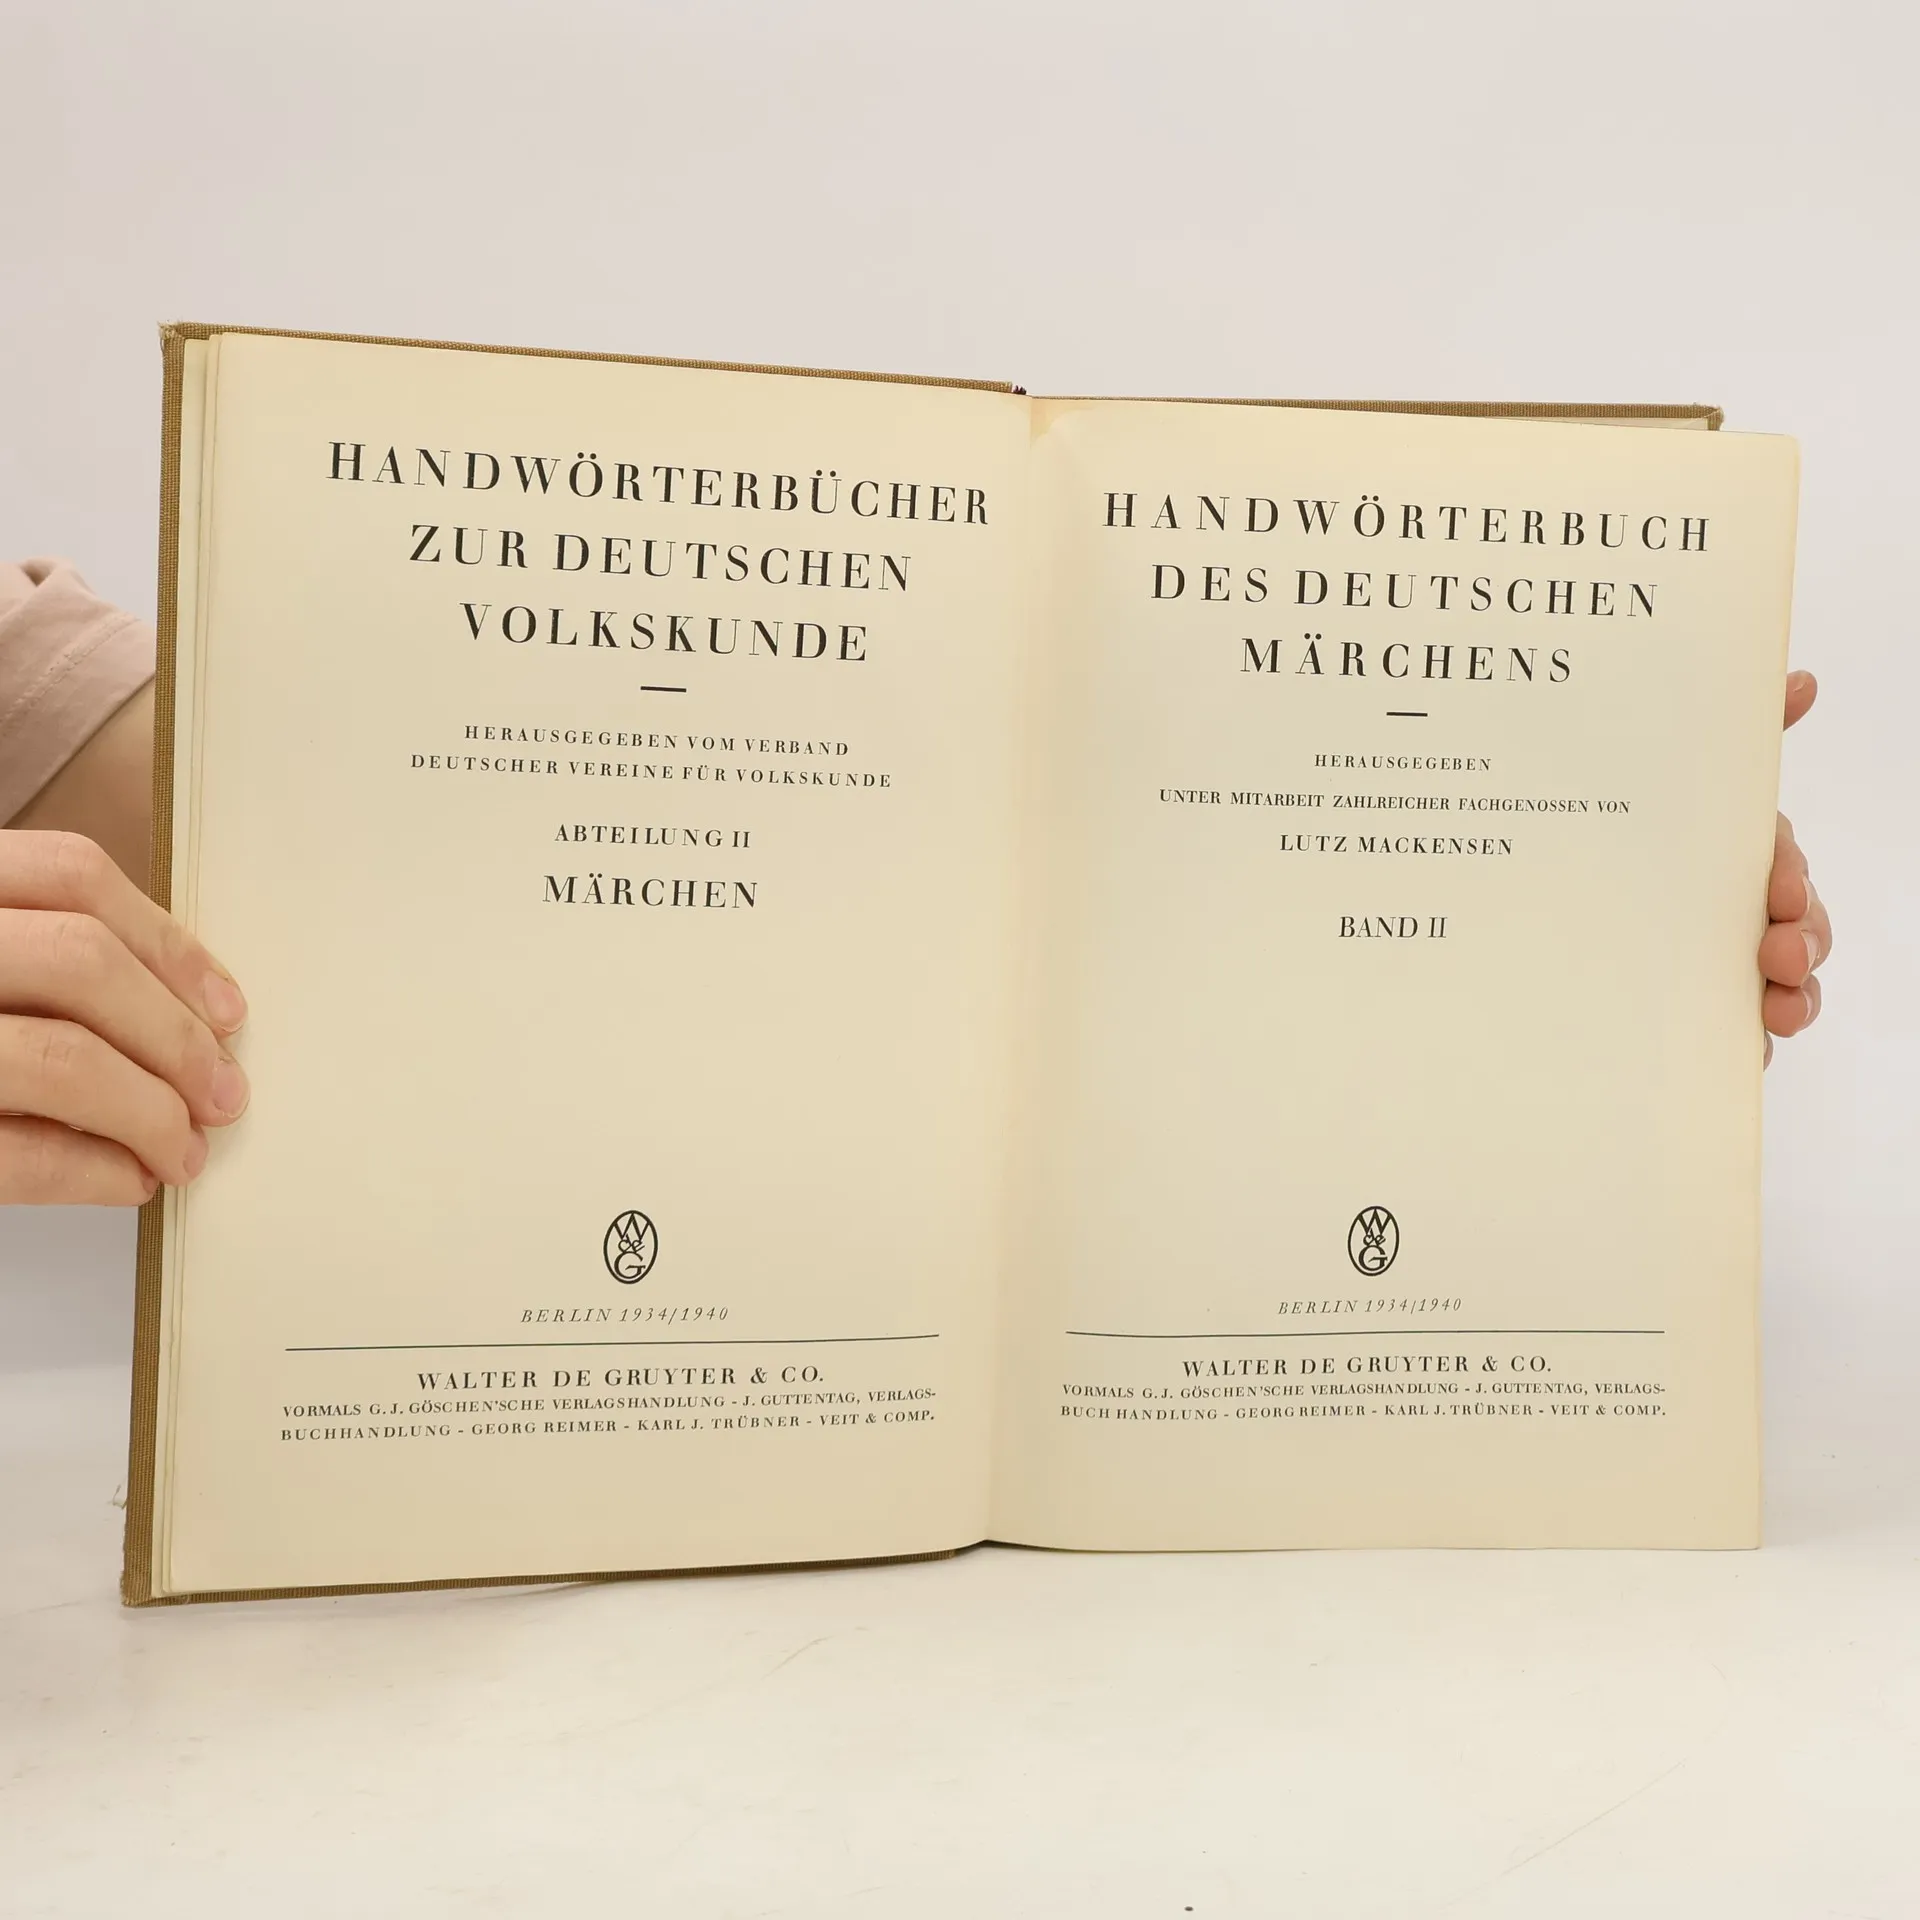 HANDWÖRTERBÜCHER
ZUR DEUTSCHEN
VOLKSKUNDE
HERAUSGEGEBEN VOM VERBAND
DEUTSCHER VEREINE FÜR VOLKSKUNDE
ABTEILUNG II
MÄRCHEN
W
de
G
BERLIN 1934/1940
WALTER DE GRUYTER & CO.
VORMALS G. J. GÖSCHEN'SCHE VERLAGSHANDLUNG - J. GUTTENTAG, VERLAGS-
BUCHHANDLUNG - GEORG REIMER - KARL J. TRÜBNER - VEIT & COMP.
HANDWÖRTERBUCH
DES DEUTSCHEN
MÄRCHENS
HERAUSGEGEBEN
UNTER MITARBEIT ZAHLREICHER FACHGENOSSEN VON
LUTZ MACKENSEN
BAND II
W
de
G
BERLIN 1934/1940
WALTER DE GRUYTER & CO.
VORMALS G. J. GÖSCHEN'SCHE VERLAGSHANDLUNG - J. GUTTENTAG, VERLAGS-
BUCHHANDLUNG - GEORG REIMER - KARL J. TRÜBNER - VEIT & COMP.